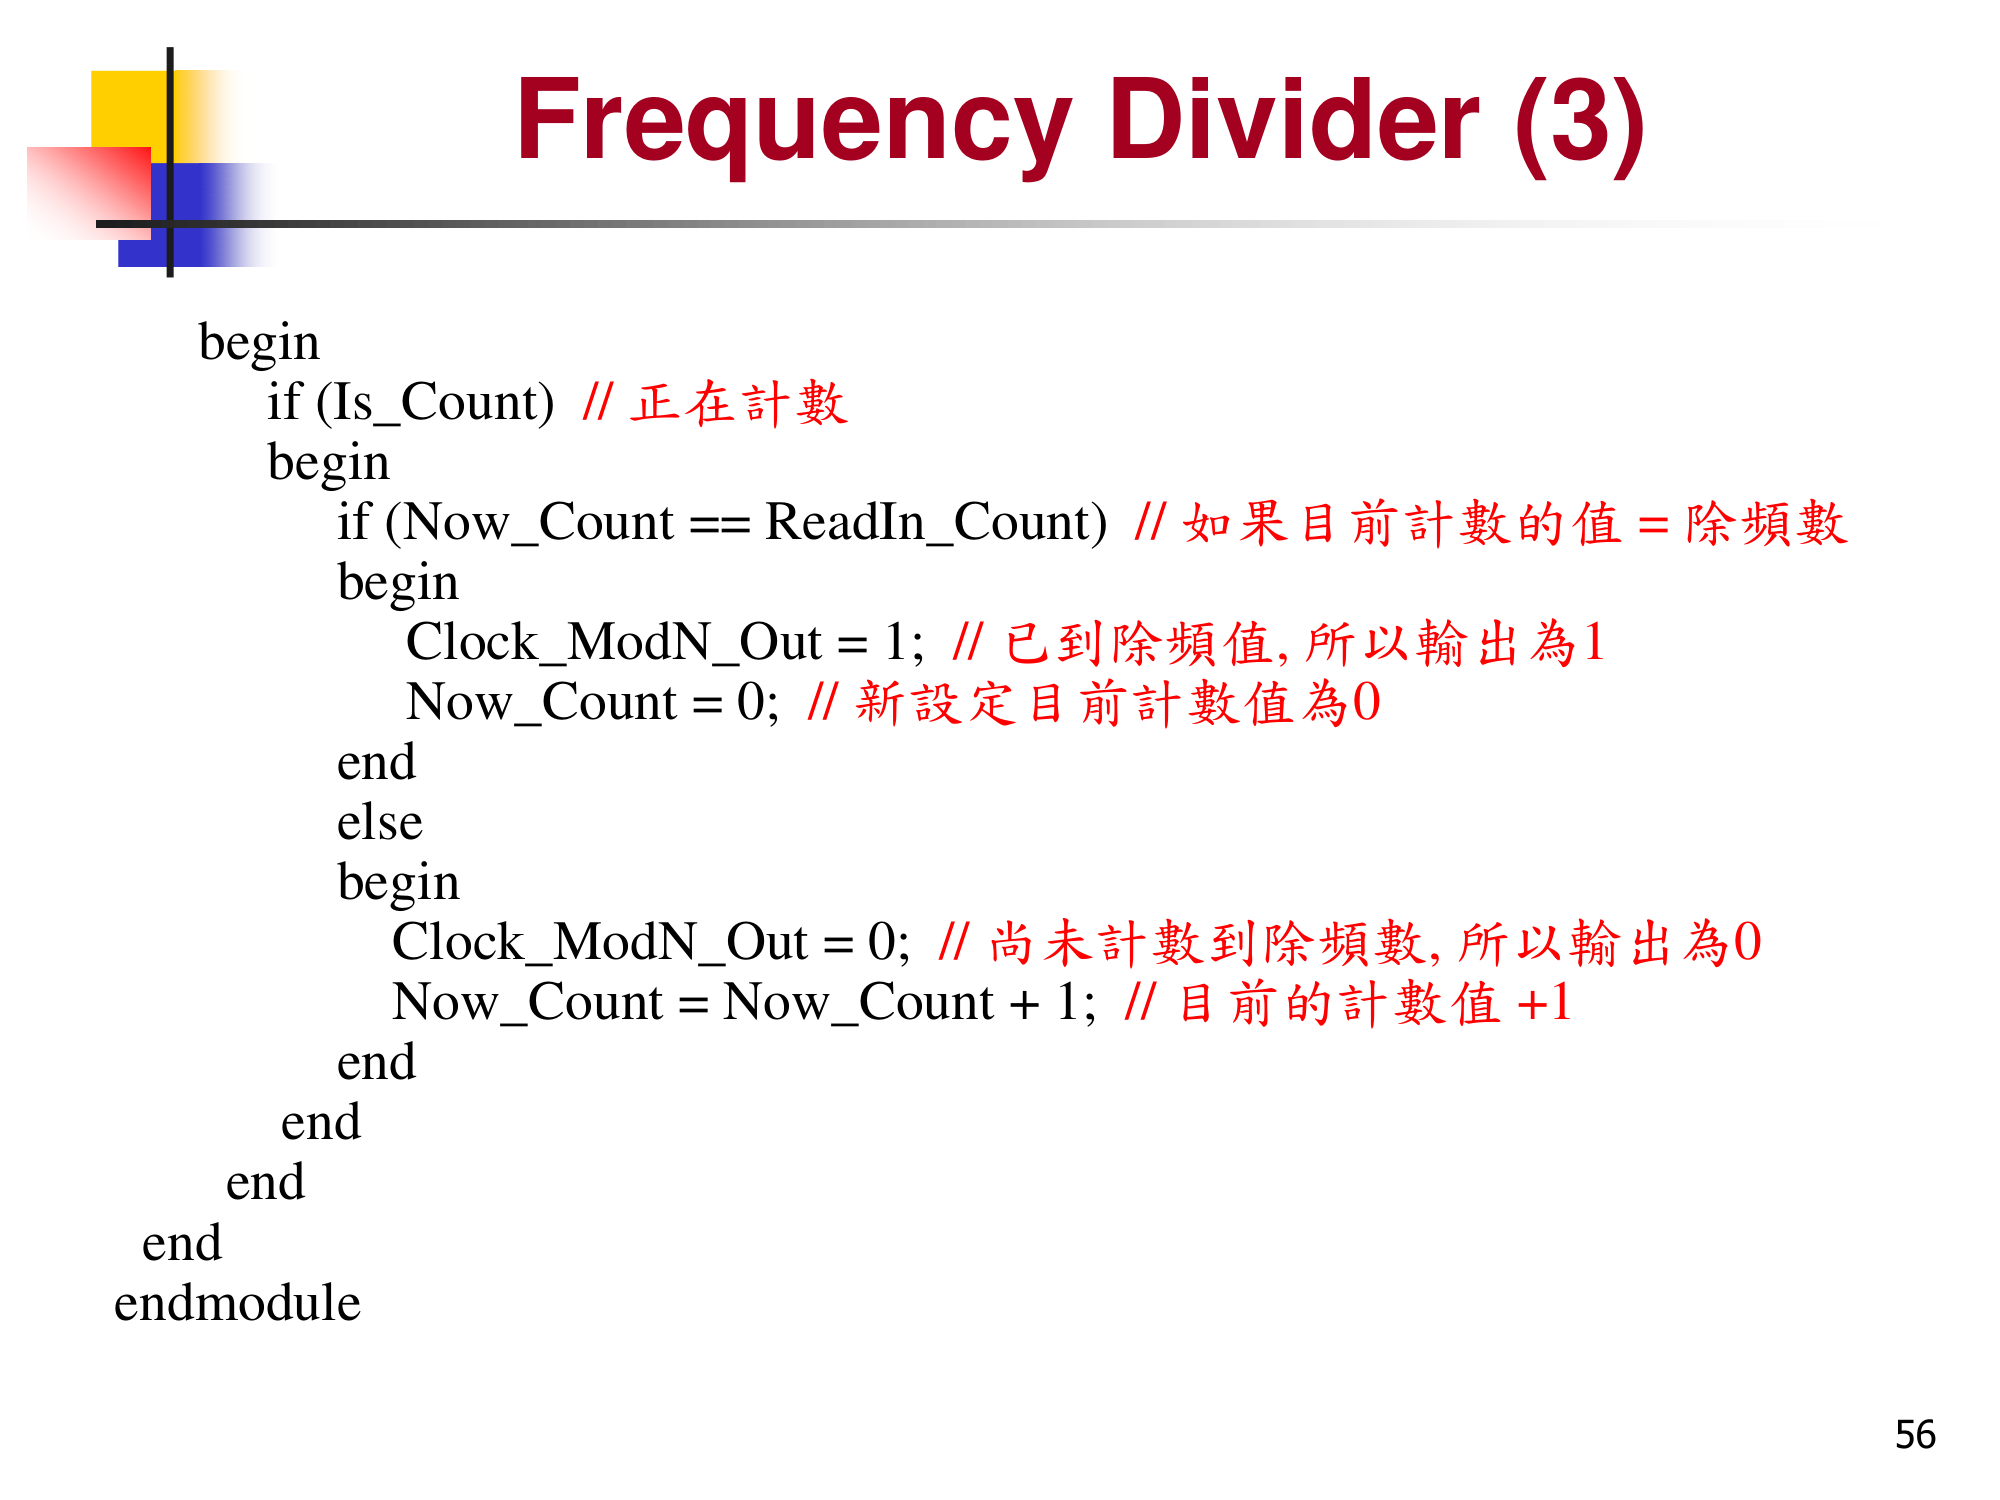 Frequency Divider (3)
begin
if (Is_Count) // 正在計數
begin
if (Now_Count == ReadIn_Count) // 如果目前計數的值 = 除頻數
begin
Clock_ModN_Out = 1; // 已到除頻值, 所以輸出為1
Now_Count = 0; // 新設定目前計數值為0
end
else
begin
Clock_ModN_Out = 0; // 尚未計數到除頻數, 所以輸出為0
Now_Count = Now_Count + 1; // 目前的計數值 +1
end
end
end
end
endmodule
56